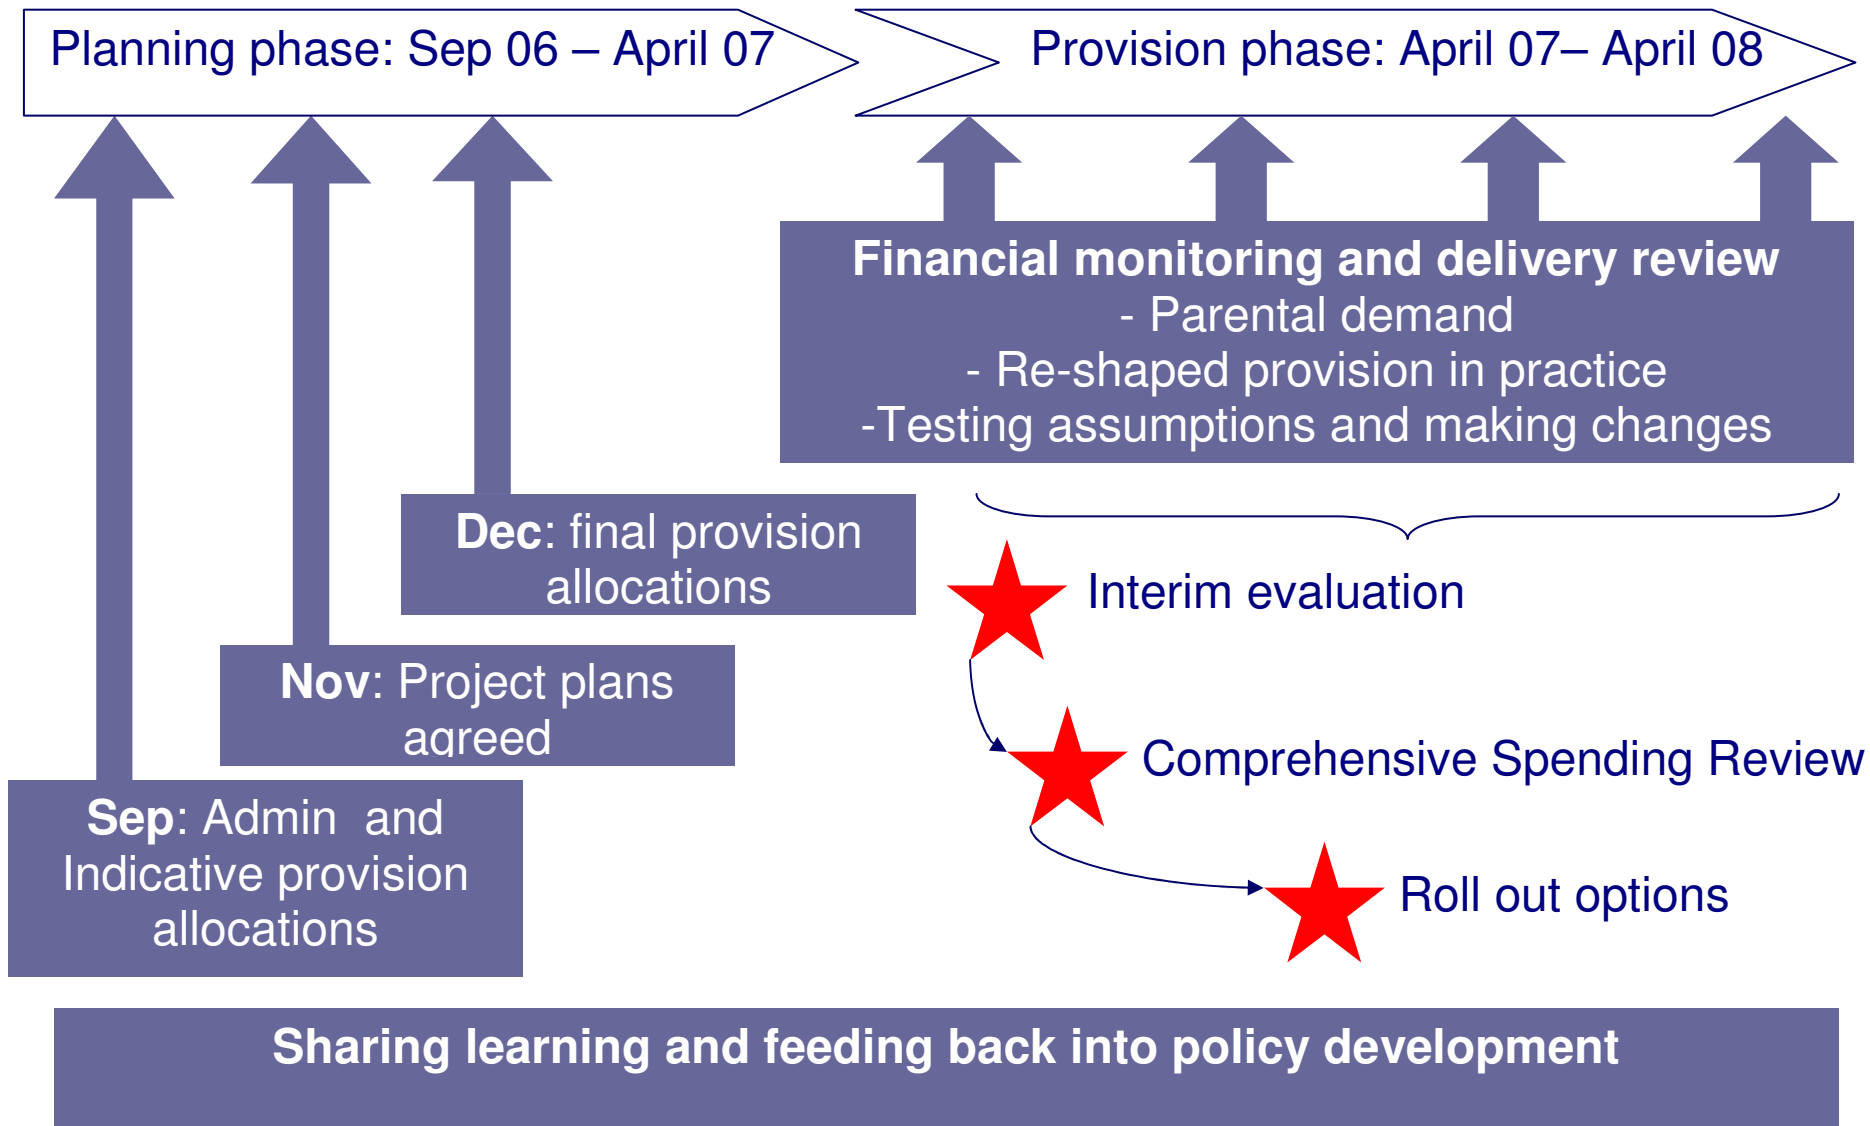 Planning phase: Sep 06 – April 07
Provision phase: April 07– April 08
Financial monitoring and delivery review
- Parental demand
- Re-shaped provision in practice
-Testing assumptions and making changes
Dec: final provision
allocations
Nov: Project plans
agreed
Sep: Admin  and
Indicative provision
allocations
Interim evaluation
Comprehensive Spending Review
Roll out options
Sharing learning and feeding back into policy development